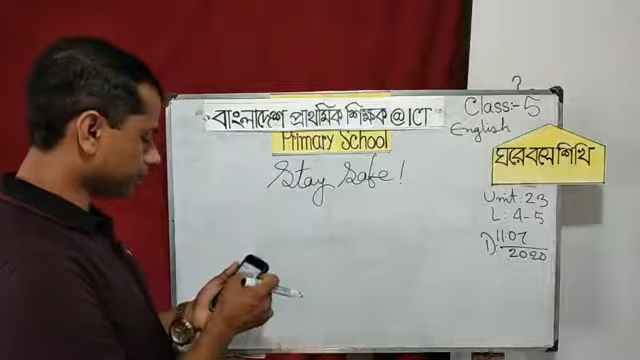 বাংলাদেশ প্রাথমিক শিক্ষক @ ICT
Primary School
Stay Safe!
Class:- 5
English
ঘরে বসে শিখি
Unit: 23
L: 4-5
D: 11.07
2020